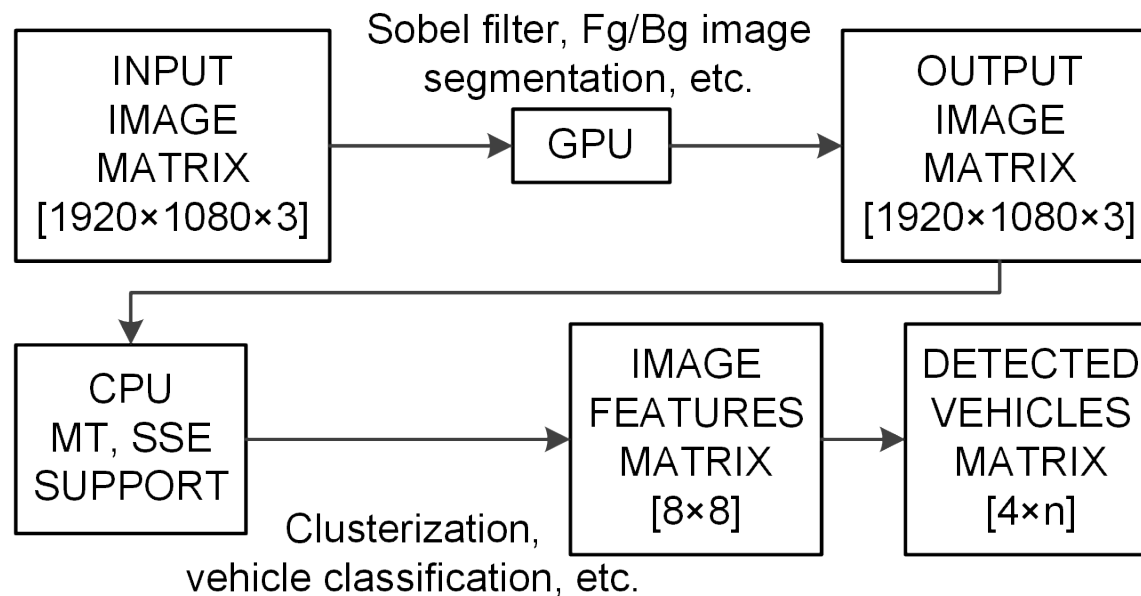 INPUT
IMAGE
MATRIX
[1920×1080×3]
Sobel filter, Fg/Bg image
segmentation, etc.
GPU
OUTPUT
IMAGE
MATRIX
[1920×1080×3]
CPU
MT, SSE
SUPPORT
Clusterization,
vehicle classification, etc.
IMAGE
FEATURES
MATRIX
[8×8]
DETECTED
VEHICLES
MATRIX
[4×n]